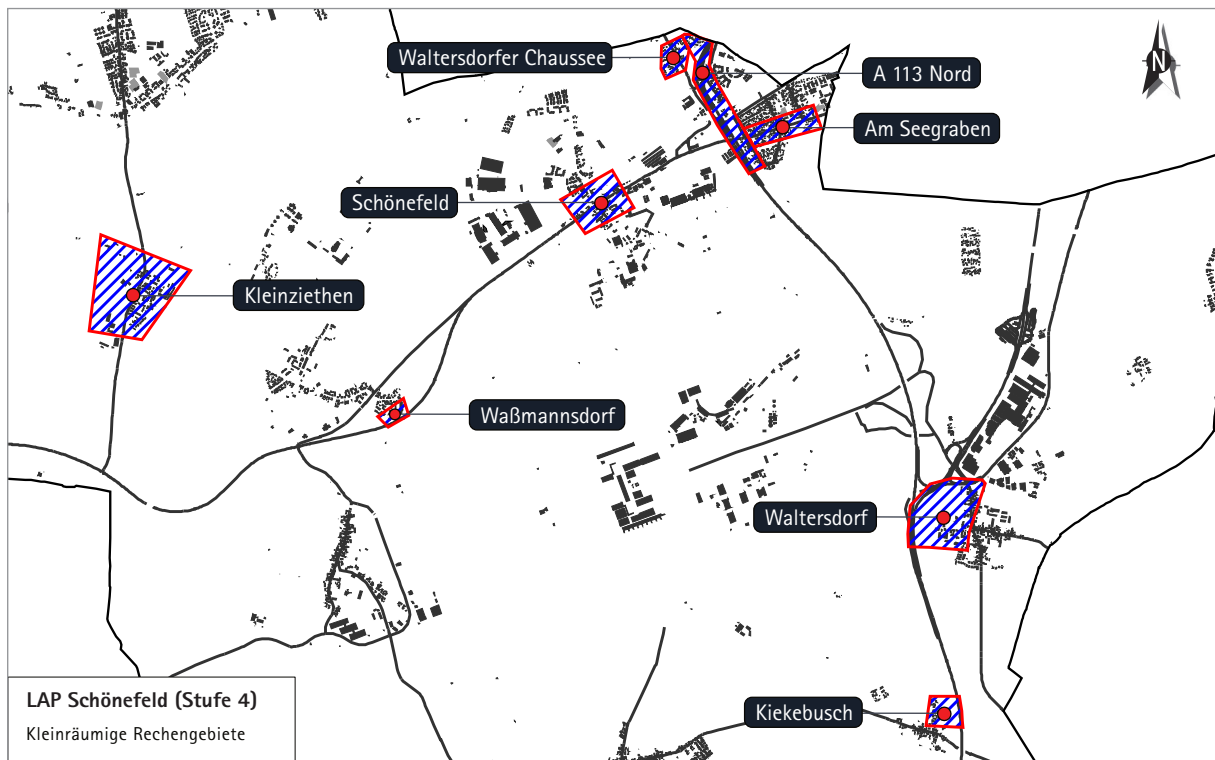 Waltersdorfer Chaussee
A 113 Nord
N
Am Seegraben
Schönefeld
Kleinziethen
Waßmannsdorf
Waltersdorf
Kiekebusch
LAP Schönefeld (Stufe 4)
Kleinräumige Rechengebiete